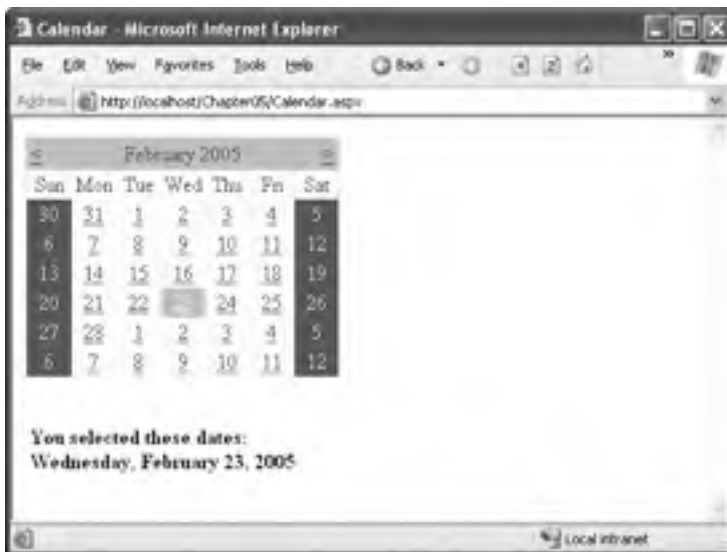 Calendar - Microsoft Internet Explorer
File Edit View Favorites Tools Help Back »
Address http://localhost/Chapter05/Calendar.aspx
< February 2005 >
Sun Mon Tue Wed Thu Fri Sat
30 31 1 2 3 4 5
6 7 8 9 10 11 12
13 14 15 16 17 18 19
20 21 22 23 24 25 26
27 28 1 2 3 4 5
6 7 8 9 10 11 12
You selected these dates:
Wednesday, February 23, 2005
Local intranet